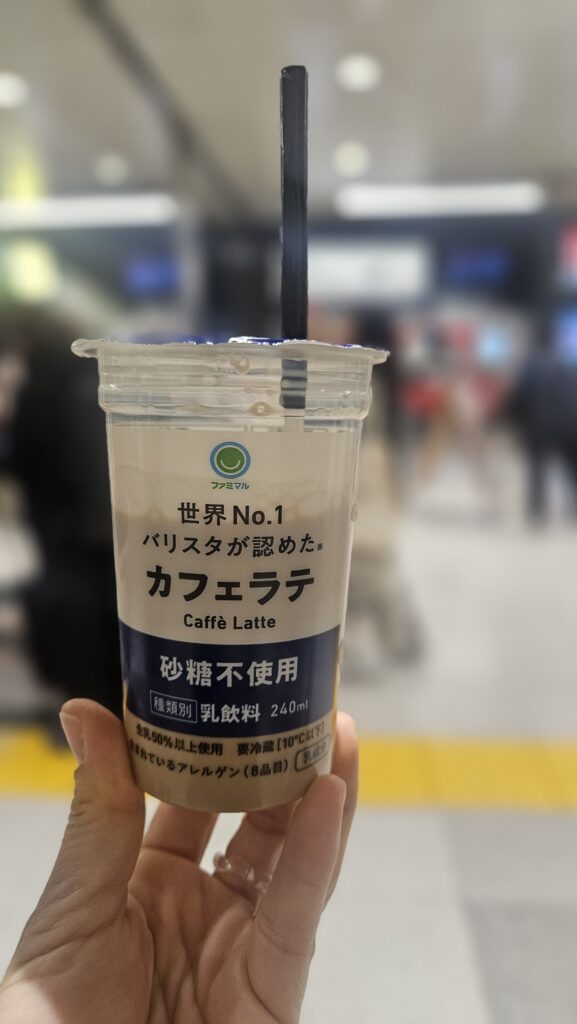 ファミマル
世界No.1
バリスタが認めた※
カフェラテ
Caffè Latte
砂糖不使用
種類別 乳飲料 240ml
生乳50%以上使用 要冷蔵[10℃以下]
含まれているアレルゲン(8品目) 乳成分